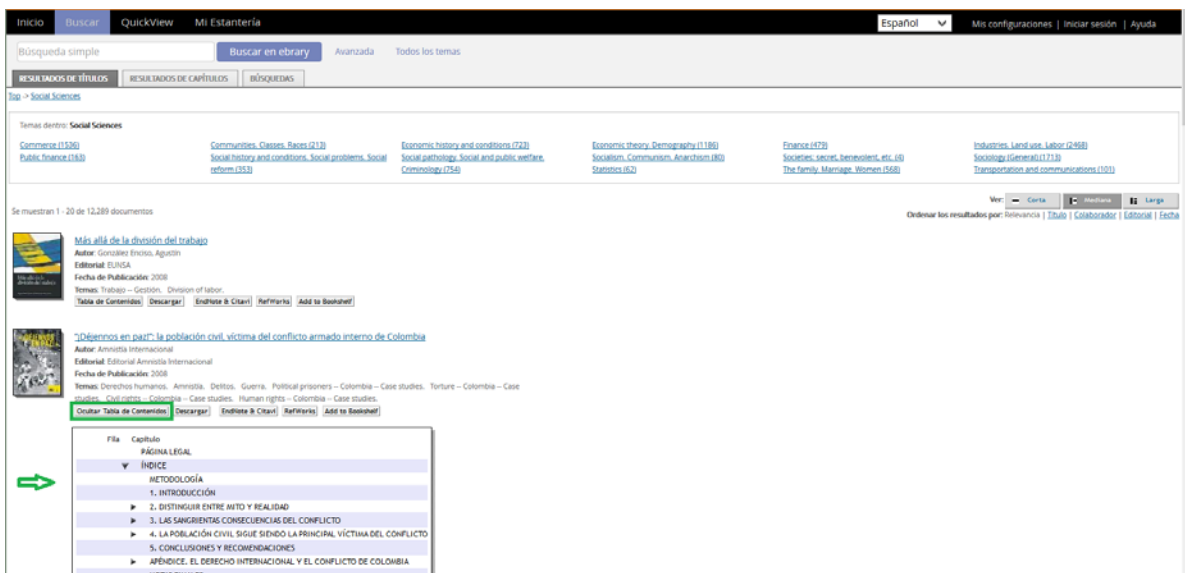 Inicio Buscar QuickView Mi Estantería Español Mis configuraciones | Iniciar sesión | Ayuda
Búsqueda simple Buscar en ebrary Avanzada Todos los temas
RESULTADOS DE TÍTULOS RESULTADOS DE CAPÍTULOS BÚSQUEDAS
Top -> Social Sciences
Temas dentro: Social Sciences
Commerce (1536) Communities. Classes. Races (213) Economic history and conditions (723) Economic theory. Demography (1186) Finance (479) Industries. Land use. Labor (2468)
Public finance (163) Social history and conditions. Social problems. Social reform (353) Social pathology. Social and public welfare. Criminology (754) Socialism. Communism. Anarchism (80) Societies: secret, benevolent, etc. (4) Sociology (General) (1713)
Statistics (62) The family. Marriage. Women (568) Transportation and communications (101)
Ver: Corta Mediana Larga
Se muestran 1 - 20 de 12,289 documentos
Ordenar los resultados por: Relevancia | Título | Colaborador | Editorial | Fecha
Más allá de la división del trabajo
Autor: González Enciso, Agustín
Editorial: EUNSA
Fecha de Publicación: 2008
Temas: Trabajo -- Gestión. Division of labor.
Tabla de Contenidos Descargar EndNote & Citavi RefWorks Add to Bookshelf
"¡Déjennos en paz!": la población civil, víctima del conflicto armado interno de Colombia
Autor: Amnistía Internacional
Editorial: Editorial Amnistía Internacional
Fecha de Publicación: 2008
Temas: Derechos humanos. Amnistía. Delitos. Guerra. Political prisoners -- Colombia -- Case studies. Torture -- Colombia -- Case
studies. Civil rights -- Colombia -- Case studies. Human rights -- Colombia -- Case studies.
Ocultar Tabla de Contenidos Descargar EndNote & Citavi RefWorks Add to Bookshelf
Fila Capítulo
PÁGINA LEGAL
ÍNDICE
METODOLOGÍA
1. INTRODUCCIÓN
2. DISTINGUIR ENTRE MITO Y REALIDAD
3. LAS SANGRIENTAS CONSECUENCIAS DEL CONFLICTO
4. LA POBLACIÓN CIVIL SIGUE SIENDO LA PRINCIPAL VÍCTIMA DEL CONFLICTO
5. CONCLUSIONES Y RECOMENDACIONES
APÉNDICE. EL DERECHO INTERNACIONAL Y EL CONFLICTO DE COLOMBIA